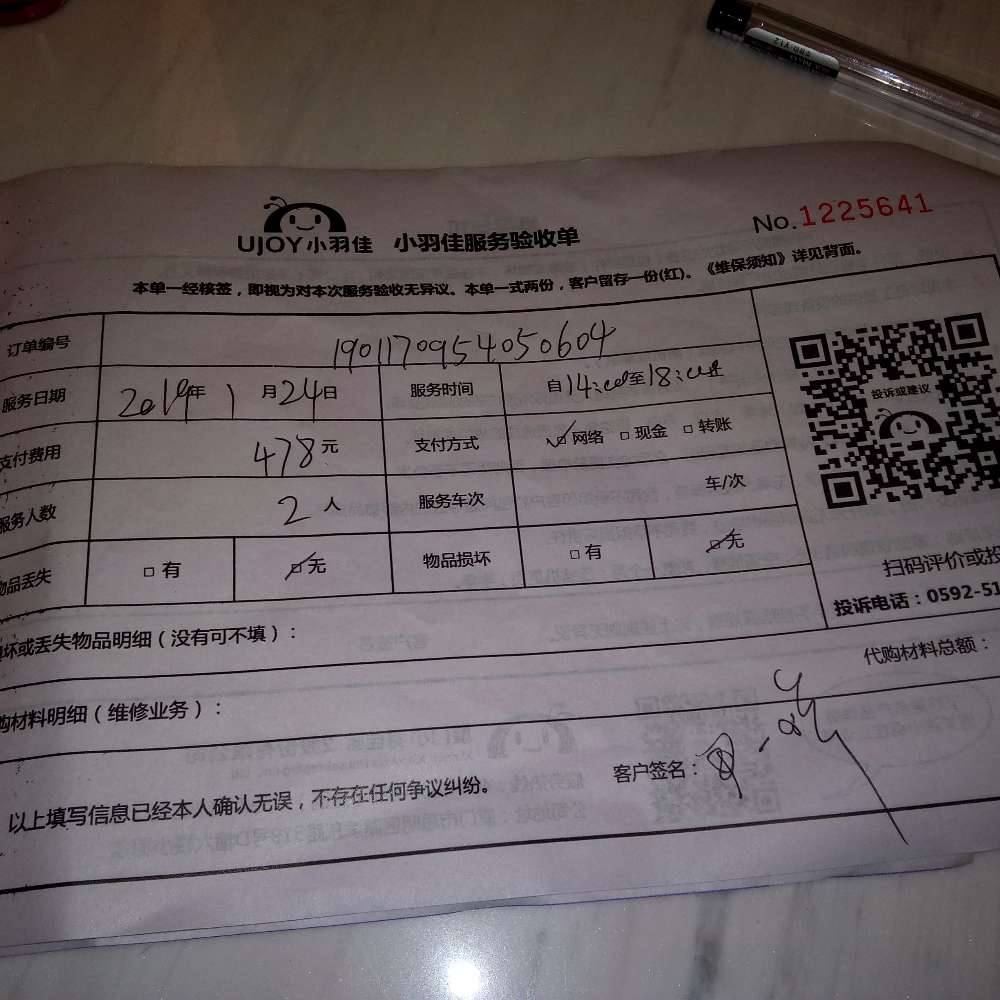 UJOY小羽佳 小羽佳服务验收单 No.1225641
本单一经核签，即视为对本次服务验收无异议。本单一式两份，客户留存一份(红)。《维保须知》详见背面。
订单编号 1901170954050604
服务日期 2019年 1 月24日 服务时间 自14:00至18:00止
支付费用 478元 支付方式 ☑网络 □现金 □转账
服务人数 2人 服务车次 车/次
物品丢失 □有 ☑无 物品损坏 □有 ☑无
投诉或建议
扫码评价或投
投诉电话：0592-51
坏或丢失物品明细（没有可不填）：
购材料明细（维修业务）： 代购材料总额：
以上填写信息已经本人确认无误，不存在任何争议纠纷。 客户签名：